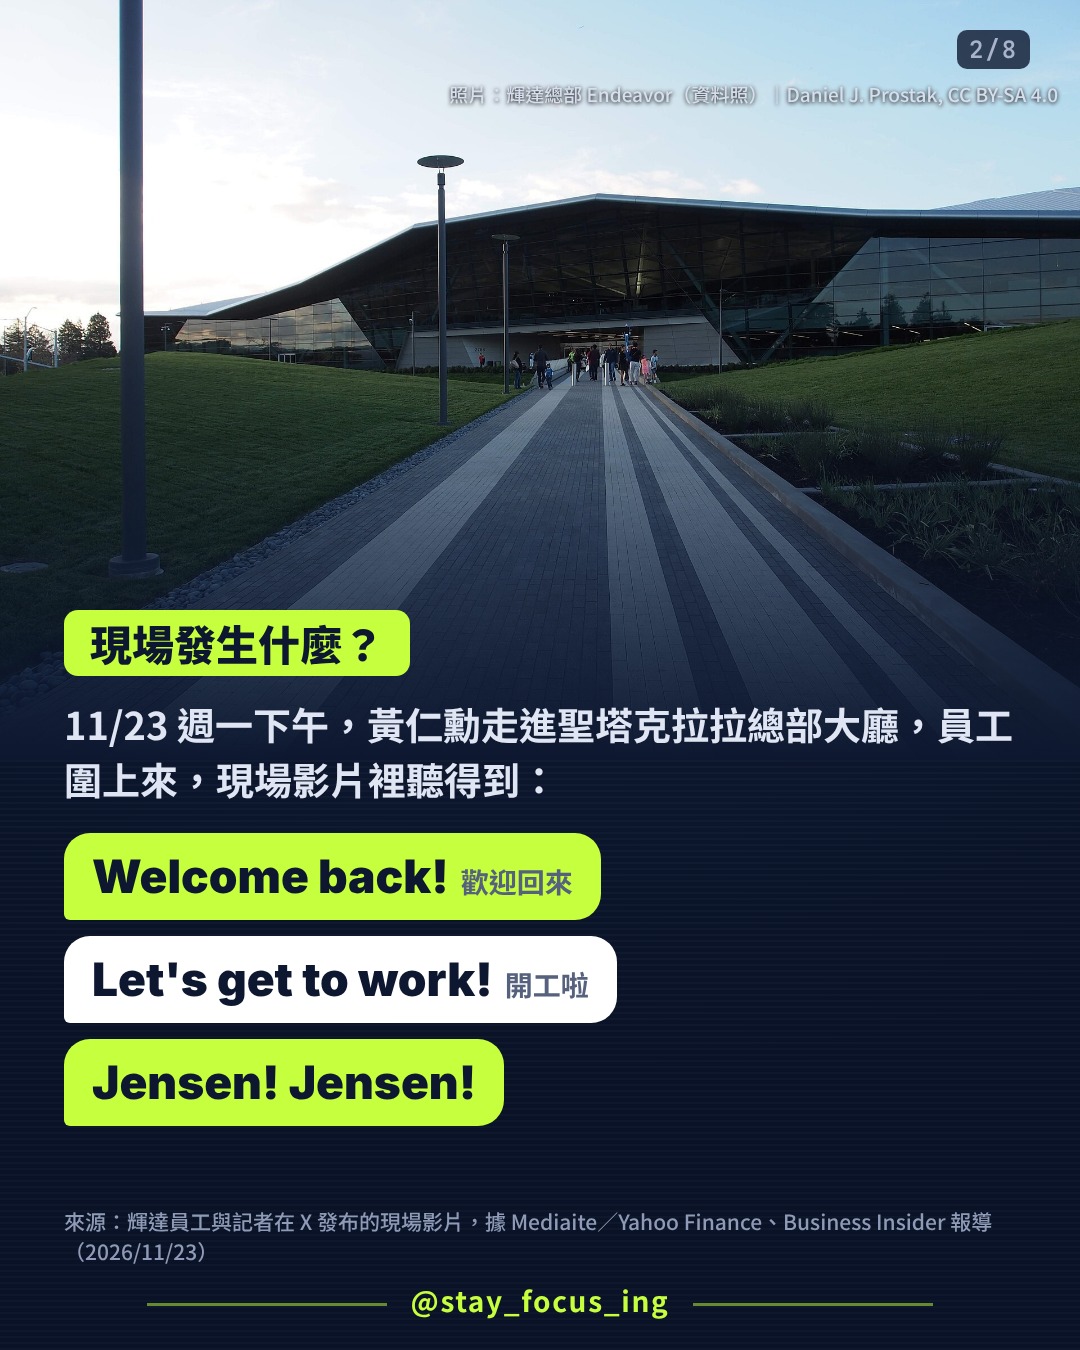 2/8
照片：輝達總部 Endeavor（資料照）｜Daniel J. Prostak, CC BY-SA 4.0
現場發生什麼？
11/23 週一下午，黃仁勳走進聖塔克拉拉總部大廳，員工
圍上來，現場影片裡聽得到：
Welcome back! 歡迎回來
Let's get to work! 開工啦
Jensen! Jensen!
來源：輝達員工與記者在 X 發布的現場影片，據 Mediaite／Yahoo Finance、Business Insider 報導
（2026/11/23）
@stay_focus_ing